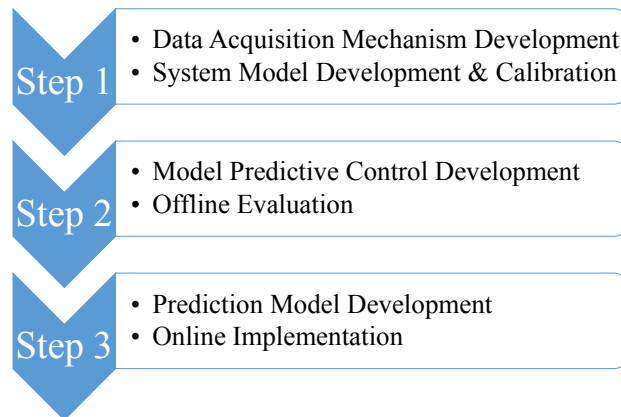 Step 1
• Data Acquisition Mechanism Development
• System Model Development & Calibration
Step 2
• Model Predictive Control Development
• Offline Evaluation
Step 3
• Prediction Model Development
• Online Implementation